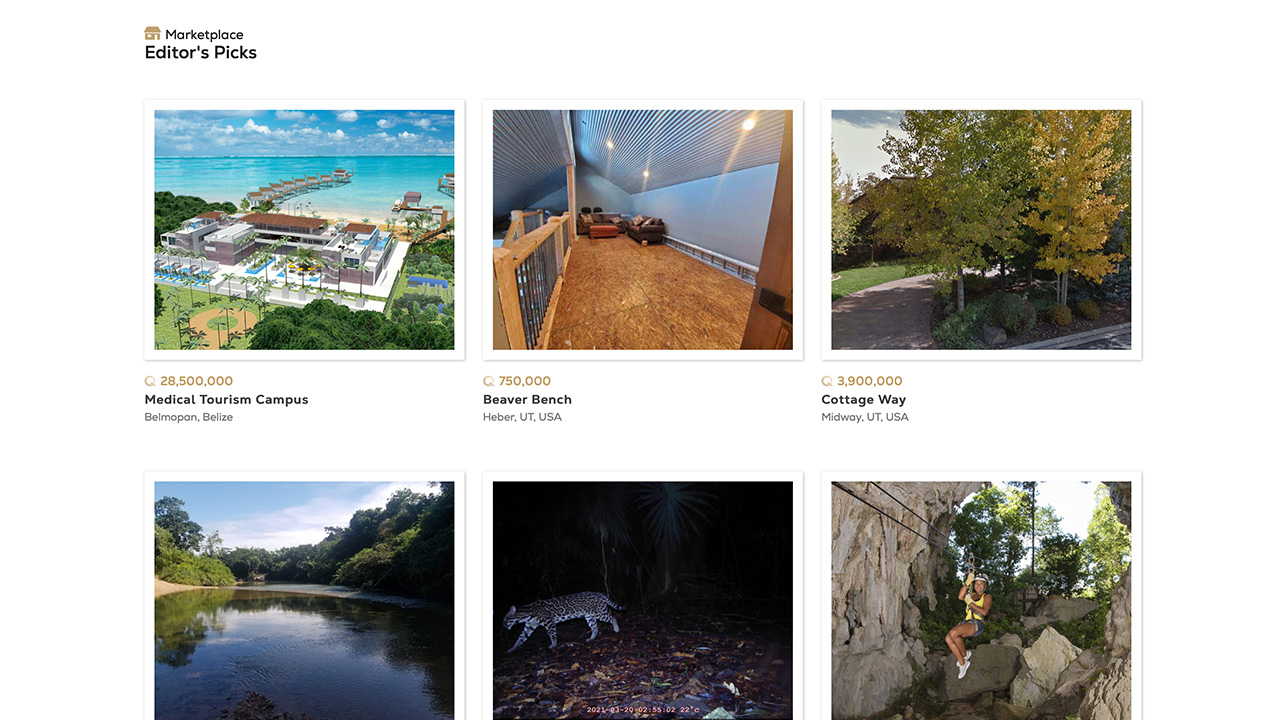 Marketplace
Editor's Picks
28,500,000
Medical Tourism Campus
Belmopan, Belize
750,000
Beaver Bench
Heber, UT, USA
3,900,000
Cottage Way
Midway, UT, USA
2021-03-20 02:55:02 22°c